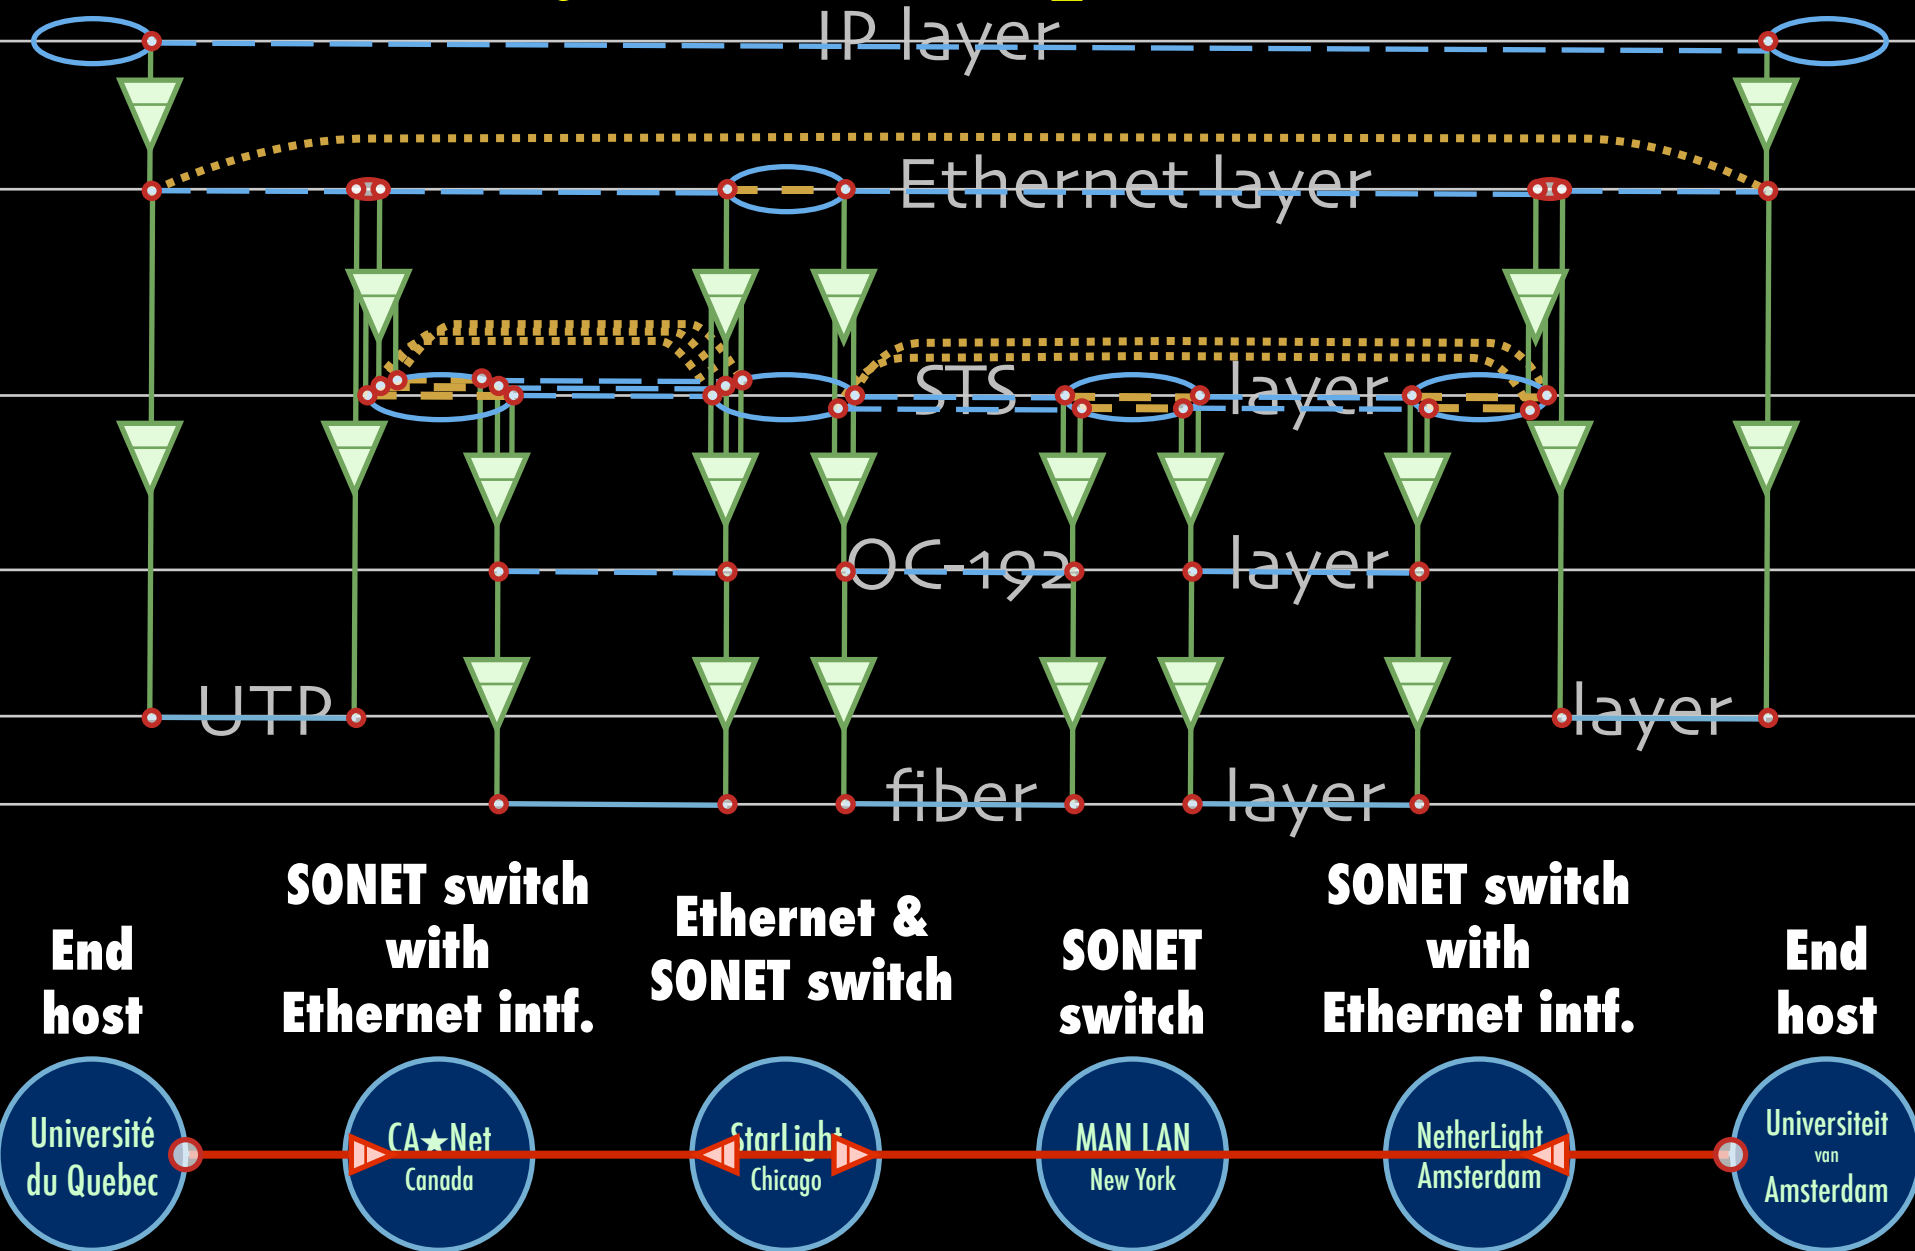 IP layer
Ethernet layer
STS layer
OC-192 layer
UTP layer
fiber layer
End
host
SONET switch
with
Ethernet intf.
Ethernet &
SONET switch
SONET
switch
SONET switch
with
Ethernet intf.
End
host
Université
du Quebec
CA★Net
Canada
StarLight
Chicago
MAN LAN
New York
NetherLight
Amsterdam
Universiteit
van
Amsterdam